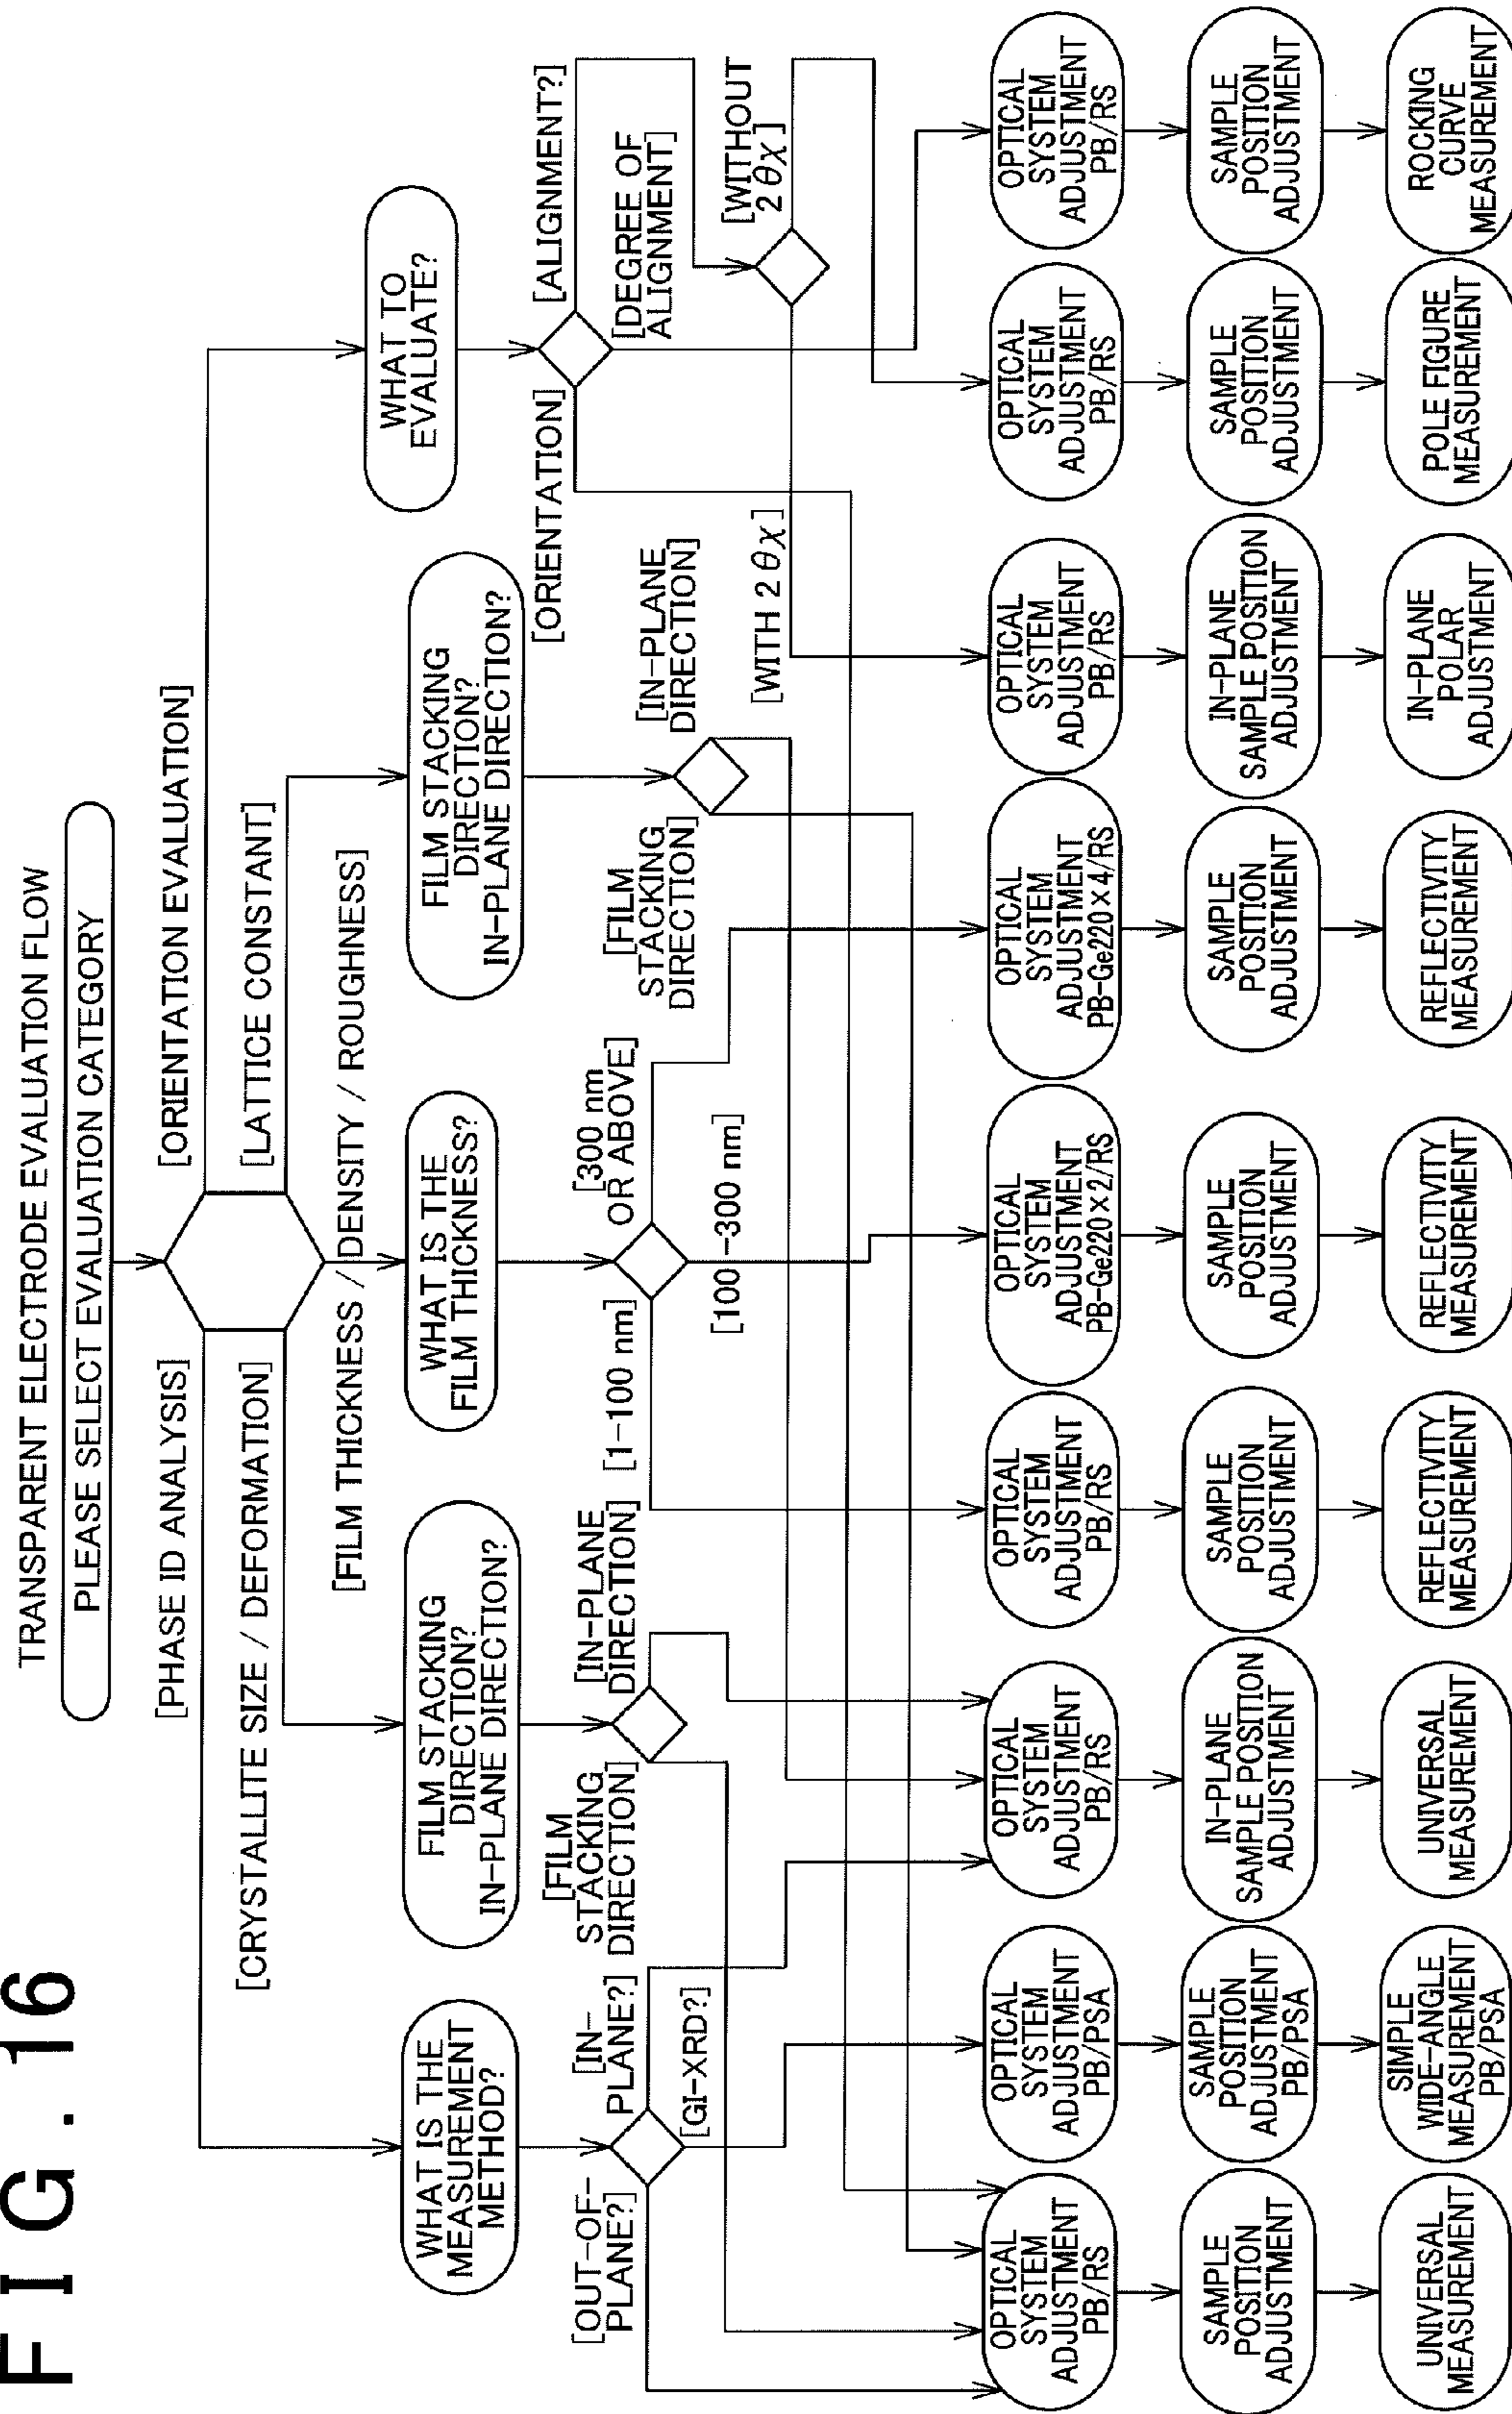 FIG. 16
TRANSPARENT ELECTRODE EVALUATION FLOW
PLEASE SELECT EVALUATION CATEGORY
[PHASE ID ANALYSIS]
[ORIENTATION EVALUATION]
[CRYSTALLITE SIZE / DEFORMATION]
[LATTICE CONSTANT]
[FILM THICKNESS / DENSITY / ROUGHNESS]
WHAT IS THE
MEASUREMENT
METHOD?
FILM STACKING
DIRECTION?
IN-PLANE DIRECTION?
WHAT IS THE
FILM THICKNESS?
FILM STACKING
DIRECTION?
IN-PLANE DIRECTION?
WHAT TO
EVALUATE?
[OUT-OF-
PLANE?]
[IN-
PLANE?]
[GI-XRD?]
[FILM
STACKING
DIRECTION]
[IN-PLANE
DIRECTION]
[1-100 nm]
[300 nm
OR ABOVE]
[100-300 nm]
[FILM
STACKING
DIRECTION]
[IN-PLANE
DIRECTION]
[ORIENTATION]
[ALIGNMENT?]
[DEGREE OF
ALIGNMENT]
[WITH 2θχ]
[WITHOUT
2θχ]
OPTICAL
SYSTEM
ADJUSTMENT
PB/RS
OPTICAL
SYSTEM
ADJUSTMENT
PB/PSA
OPTICAL
SYSTEM
ADJUSTMENT
PB/RS
OPTICAL
SYSTEM
ADJUSTMENT
PB/RS
OPTICAL
SYSTEM
ADJUSTMENT
PB-Ge220×2/RS
OPTICAL
SYSTEM
ADJUSTMENT
PB-Ge220×4/RS
OPTICAL
SYSTEM
ADJUSTMENT
PB/RS
OPTICAL
SYSTEM
ADJUSTMENT
PB/RS
OPTICAL
SYSTEM
ADJUSTMENT
PB/RS
SAMPLE
POSITION
ADJUSTMENT
SAMPLE
POSITION
ADJUSTMENT
PB/PSA
IN-PLANE
SAMPLE POSITION
ADJUSTMENT
SAMPLE
POSITION
ADJUSTMENT
SAMPLE
POSITION
ADJUSTMENT
SAMPLE
POSITION
ADJUSTMENT
IN-PLANE
SAMPLE POSITION
ADJUSTMENT
SAMPLE
POSITION
ADJUSTMENT
SAMPLE
POSITION
ADJUSTMENT
UNIVERSAL
MEASUREMENT
SIMPLE
WIDE-ANGLE
MEASUREMENT
PB/PSA
UNIVERSAL
MEASUREMENT
REFLECTIVITY
MEASUREMENT
REFLECTIVITY
MEASUREMENT
REFLECTIVITY
MEASUREMENT
IN-PLANE
POLAR
ADJUSTMENT
POLE FIGURE
MEASUREMENT
ROCKING
CURVE
MEASUREMENT